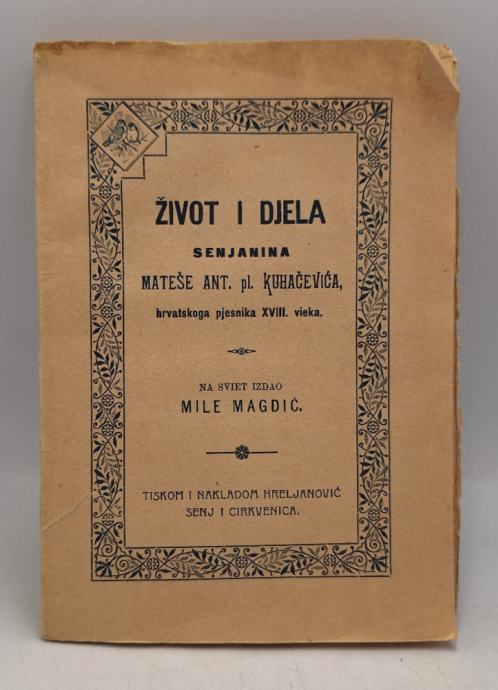 ŽIVOT I DJELA
SENJANINA
MATEŠE ANT. pl. KUHAČEVIĆA,
hrvatskoga pjesnika XVIII. vieka.
NA SVIET IZDAO
MILE MAGDIĆ.
TISKOM I NAKLADOM HRELJANOVIĆ
SENJ I CIRKVENICA.